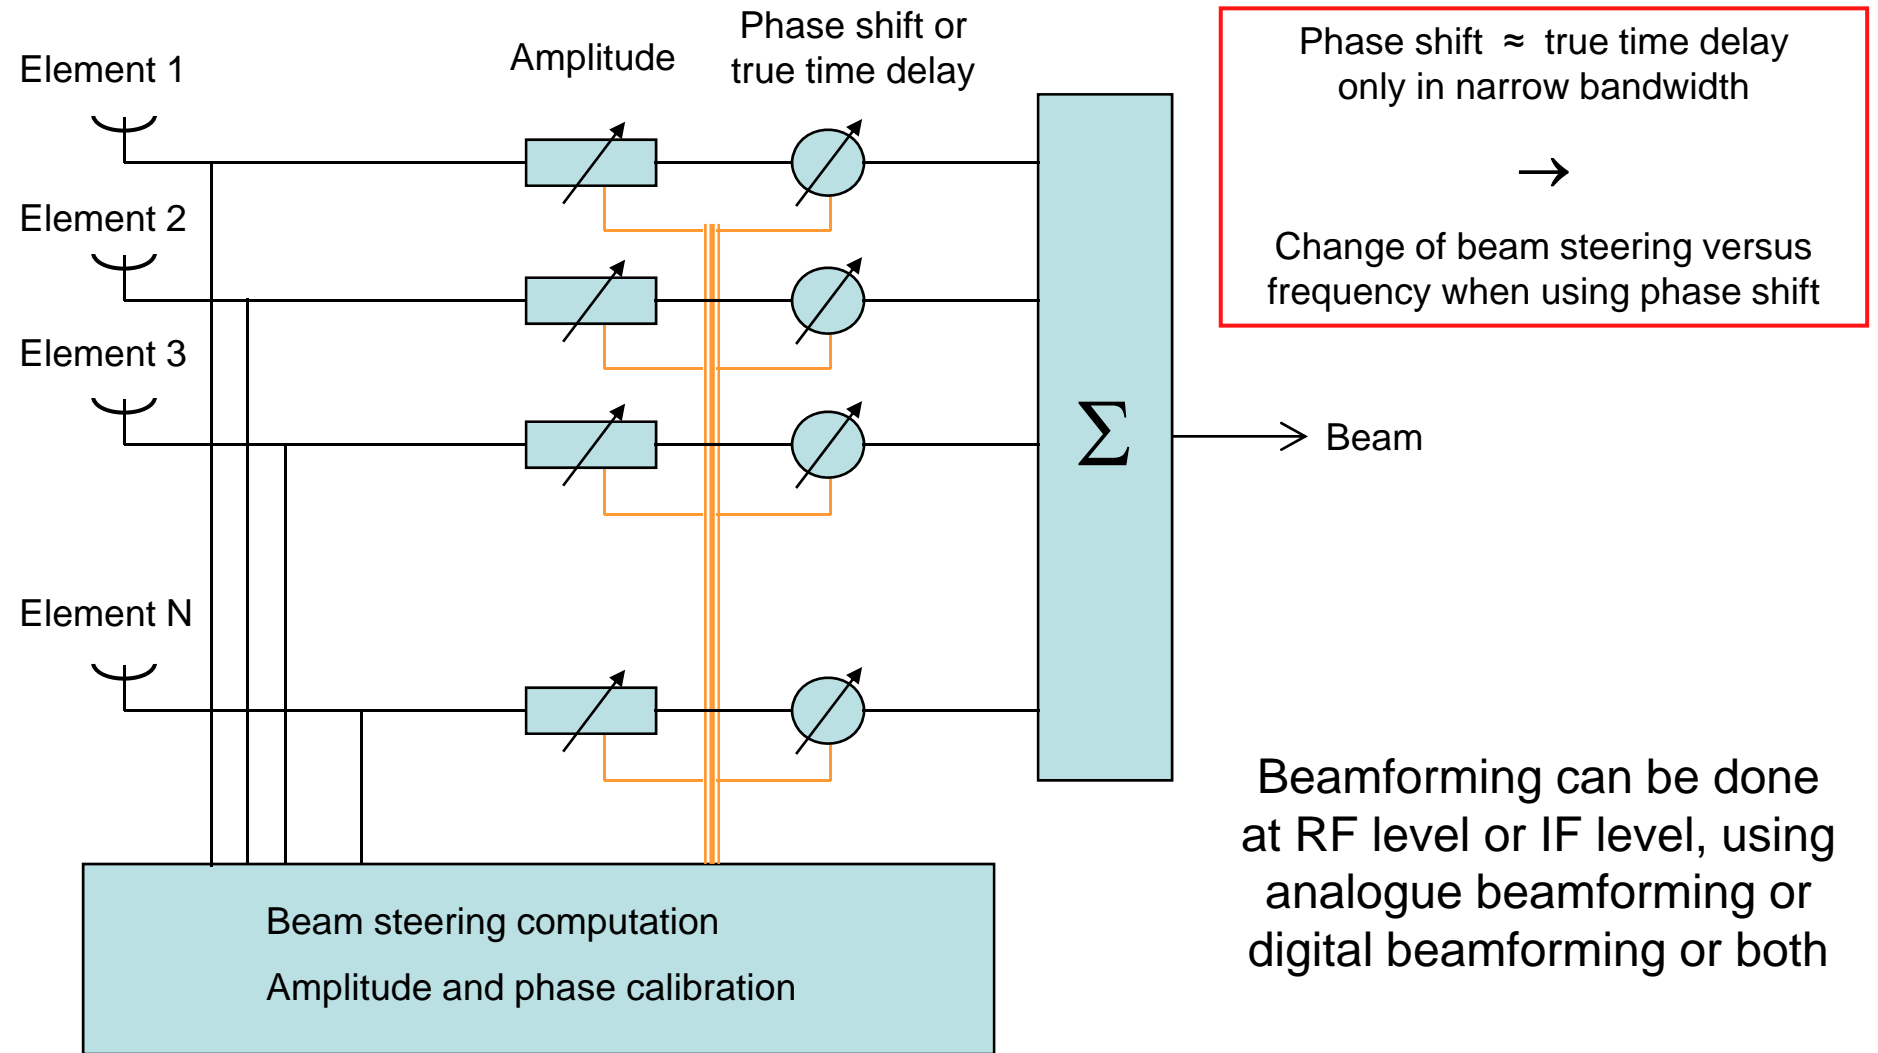 Element 1
Amplitude
Phase shift or
true time delay
Phase shift ≈ true time delay
only in narrow bandwidth
→
Change of beam steering versus
frequency when using phase shift
Element 2
Element 3
Σ
Beam
Element N
Beam steering computation
Amplitude and phase calibration
Beamforming can be done
at RF level or IF level, using
analogue beamforming or
digital beamforming or both